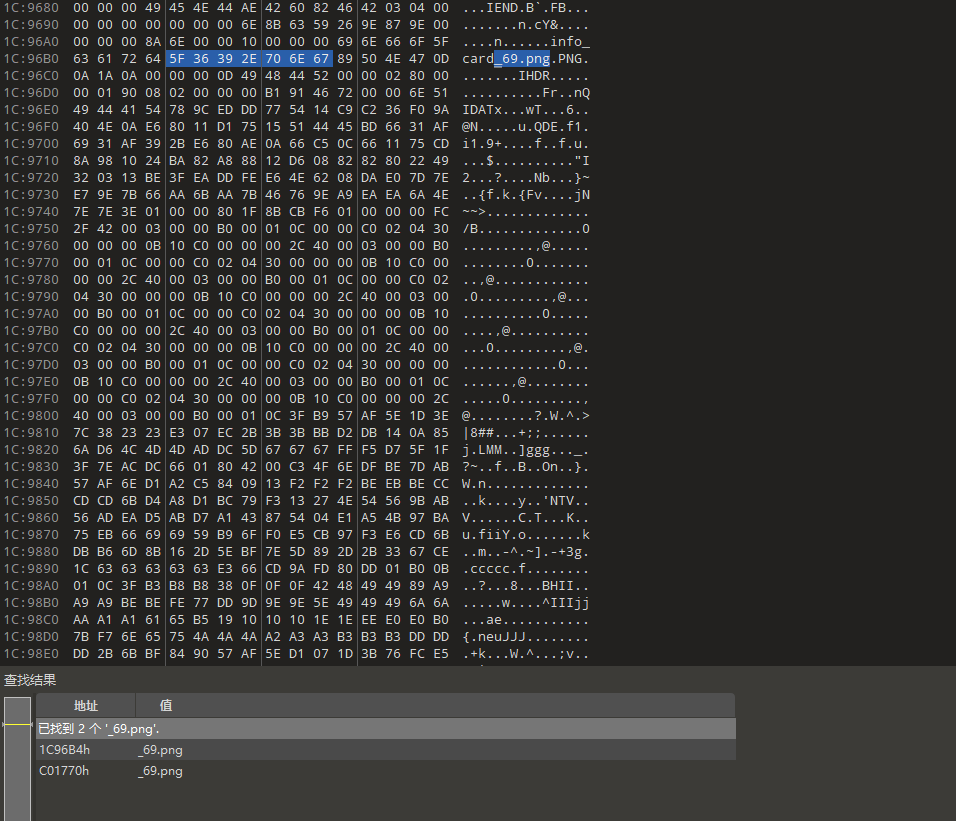 1C:9680 00 00 00 49 45 4E 44 AE 42 60 82 46 42 03 04 00 ...IEND.B`.FB...
1C:9690 00 00 00 00 00 00 00 6E 8B 63 59 26 9E 87 9E 00 .......n.cY&....
1C:96A0 00 00 00 8A 6E 00 00 10 00 00 00 69 6E 66 6F 5F ....n......info_
1C:96B0 63 61 72 64 5F 36 39 2E 70 6E 67 89 50 4E 47 0D card_69.png.PNG.
1C:96C0 0A 1A 0A 00 00 00 0D 49 48 44 52 00 00 02 80 00 .......IHDR.....
1C:96D0 00 01 90 08 02 00 00 00 B1 91 46 72 00 00 6E 51 ..........Fr..nQ
1C:96E0 49 44 41 54 78 9C ED DD 77 54 14 C9 C2 36 F0 9A IDATx...wT...6..
1C:96F0 40 4E 0A E6 80 11 D1 75 15 51 44 45 BD 66 31 AF @N.....u.QDE.f1.
1C:9700 69 31 AF 39 2B E6 80 AE 0A 66 C5 0C 66 11 75 CD i1.9+....f..f.u.
1C:9710 8A 98 10 24 BA 82 A8 88 12 D6 08 82 82 80 22 49 ...$.........."I
1C:9720 32 03 13 BE 3F EA DD FE E6 4E 62 08 DA E0 7D 7E 2...?....Nb...}~
1C:9730 E7 9E 7B 66 AA 6B AA 7B 46 76 9E A9 EA EA 6A 4E ..{f.k.{Fv....jN
1C:9740 7E 7E 3E 01 00 00 80 1F 8B CB F6 01 00 00 00 FC ~~>.............
1C:9750 2F 42 00 03 00 00 B0 00 01 0C 00 00 C0 02 04 30 /B.............0
1C:9760 00 00 00 0B 10 C0 00 00 00 2C 40 00 03 00 00 B0 .........,@.....
1C:9770 00 01 0C 00 00 C0 02 04 30 00 00 00 0B 10 C0 00 ........0.......
1C:9780 00 00 2C 40 00 03 00 00 B0 00 01 0C 00 00 C0 02 ..,@............
1C:9790 04 30 00 00 00 0B 10 C0 00 00 00 2C 40 00 03 00 .0.........,@...
1C:97A0 00 B0 00 01 0C 00 00 C0 02 04 30 00 00 00 0B 10 ..........0.....
1C:97B0 C0 00 00 00 2C 40 00 03 00 00 B0 00 01 0C 00 00 ....,@..........
1C:97C0 C0 02 04 30 00 00 00 0B 10 C0 00 00 00 2C 40 00 ...0.........,@.
1C:97D0 03 00 00 B0 00 01 0C 00 00 C0 02 04 30 00 00 00 ............0...
1C:97E0 0B 10 C0 00 00 00 2C 40 00 03 00 00 B0 00 01 0C ......,@........
1C:97F0 00 00 C0 02 04 30 00 00 00 0B 10 C0 00 00 00 2C .....0.........,
1C:9800 40 00 03 00 00 B0 00 01 0C 3F B9 57 AF 5E 1D 3E @........?.W.^.>
1C:9810 7C 38 23 23 E3 07 EC 2B 3B 3B BB D2 DB 14 0A 85 |8##...+;;......
1C:9820 6A D6 4C 4D 4D AD DC 5D 67 67 67 FF F5 D7 5F 1F j.LMM..]ggg..._.
1C:9830 3F 7E AC DC 66 01 80 42 00 C3 4F 6E DF BE 7D AB ?~..f..B..On..}.
1C:9840 57 AF 6E D1 A2 C5 84 09 13 F2 F2 F2 BE EB BE CC W.n.............
1C:9850 CD CD 6B D4 A8 D1 BC 79 F3 13 27 4E 54 56 9B AB ..k....y..'NTV..
1C:9860 56 AD EA D5 AB D7 A1 43 87 54 04 E1 A5 4B 97 BA V......C.T...K..
1C:9870 75 EB 66 69 69 59 B9 6F F0 E5 CB 97 F3 E6 CD 6B u.fiiY.o.......k
1C:9880 DB B6 6D 8B 16 2D 5E BF 7E 5D 89 2D 2B 33 67 CE ..m..-^.~].-+3g.
1C:9890 1C 63 63 63 63 63 E3 66 CD 9A FD 80 DD 01 B0 0B .ccccc.f........
1C:98A0 01 0C 3F B3 B8 B8 38 0F 0F 0F 42 48 49 49 89 A9 ..?...8...BHII..
1C:98B0 A9 A9 BE BE FE 77 DD 9D 9E 9E 5E 49 49 49 6A 6A .....w....^IIIjj
1C:98C0 AA A1 A1 61 65 B5 19 10 10 10 1E 1E EE E0 E0 B0 ...ae...........
1C:98D0 7B F7 6E 65 75 4A 4A 4A A2 A3 A3 B3 B3 B3 DD DD {.neuJJJ........
1C:98E0 DD 2B 6B BF 84 90 57 AF 5E D1 07 1D 3B 76 FC E5 .+k...W.^...;v..
查找结果
地址 值
已找到 2 个 '_69.png'.
1C96B4h _69.png
C01770h _69.png